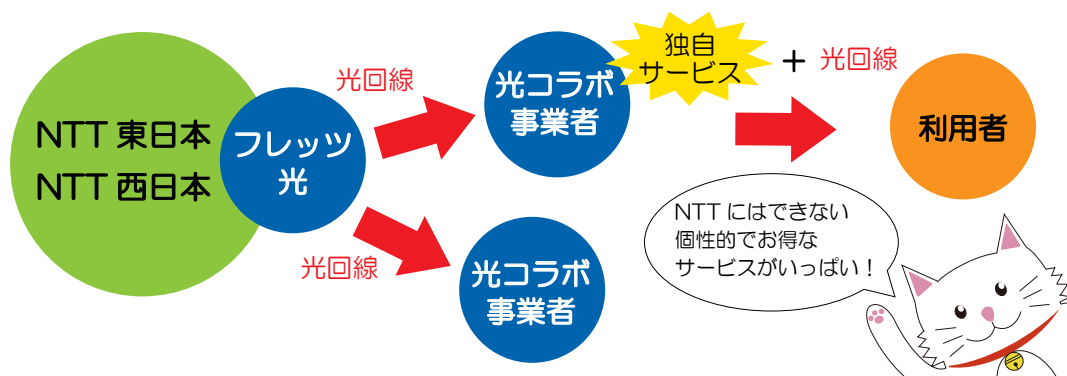 NTT 東日本
NTT 西日本
フレッツ
光
光回線
光回線
光コラボ
事業者
独自
サービス
+ 光回線
利用者
光コラボ
事業者
NTT にはできない
個性的でお得な
サービスがいっぱい！